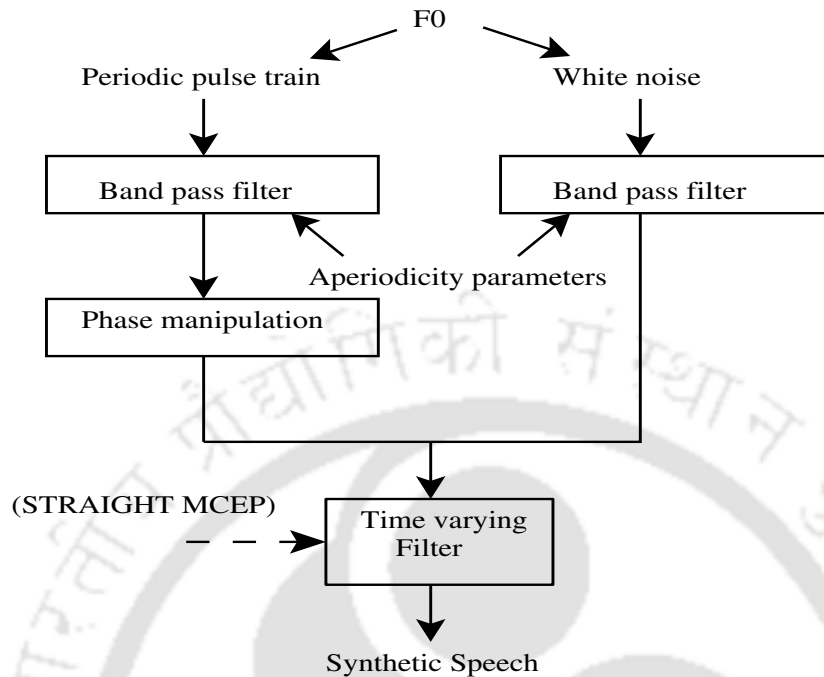 F0
Periodic pulse train
White noise
Band pass filter
Band pass filter
Aperiodicity parameters
Phase manipulation
(STRAIGHT MCEP)
Time varying
Filter
Synthetic Speech
भारतीय प्रौद्योगिकी संस्थान